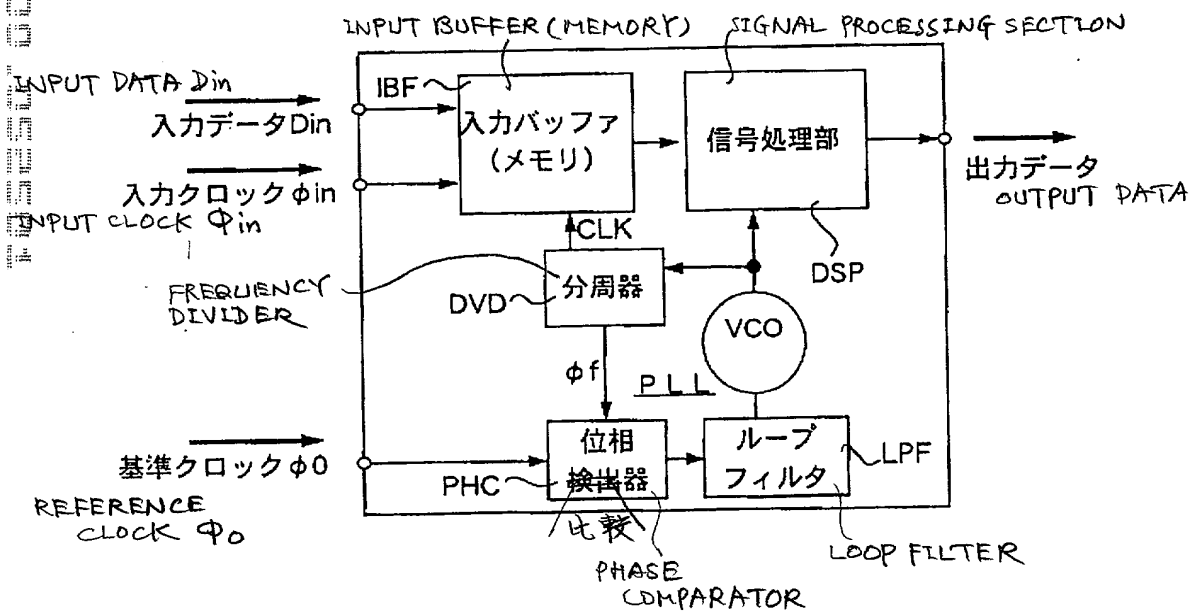 INPUT BUFFER (MEMORY)
SIGNAL PROCESSING SECTION
INPUT DATA Din
入力データDin
入力クロックφin
INPUT CLOCK Φin
IBF
入力バッファ
(メモリ)
信号処理部
出力データ
OUTPUT DATA
CLK
DSP
FREQUENCY
DIVIDER
DVD
分周器
VCO
φf
PLL
基準クロックφ0
REFERENCE
CLOCK Φ0
PHC
位相
検出器
比較
PHASE
COMPARATOR
ループ
フィルタ
LPF
LOOP FILTER